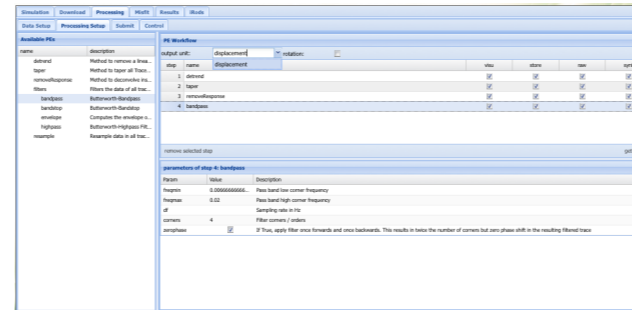 Simulation Download Processing Misfit Results iRods
Data Setup Processing Setup Submit Control
Available PEs
name description
detrend Method to remove a linea...
taper Method to taper all Trace...
removeResponse Method to deconvolve ins...
filters Filters the data of all trac...
bandpass Butterworth-Bandpass
bandstop Butterworth-Bandstop
envelope Computes the envelope o...
highpass Butterworth-Highpass Filt...
resample Resample data in all trac...
PE Workflow
output unit: displacement rotation:
displacement
step name visu store raw syn
1 detrend
2 taper
3 removeResponse
4 bandpass
remove selected step get
parameters of step 4: bandpass
Param Value Description
freqmin 0.00666666666... Pass band low corner frequency
freqmax 0.02 Pass band high corner frequency
df Sampling rate in Hz
corners 4 Filter corners / orders
zerophase If True, apply filter once forwards and once backwards. This results in twice the number of corners but zero phase shift in the resulting filtered trace